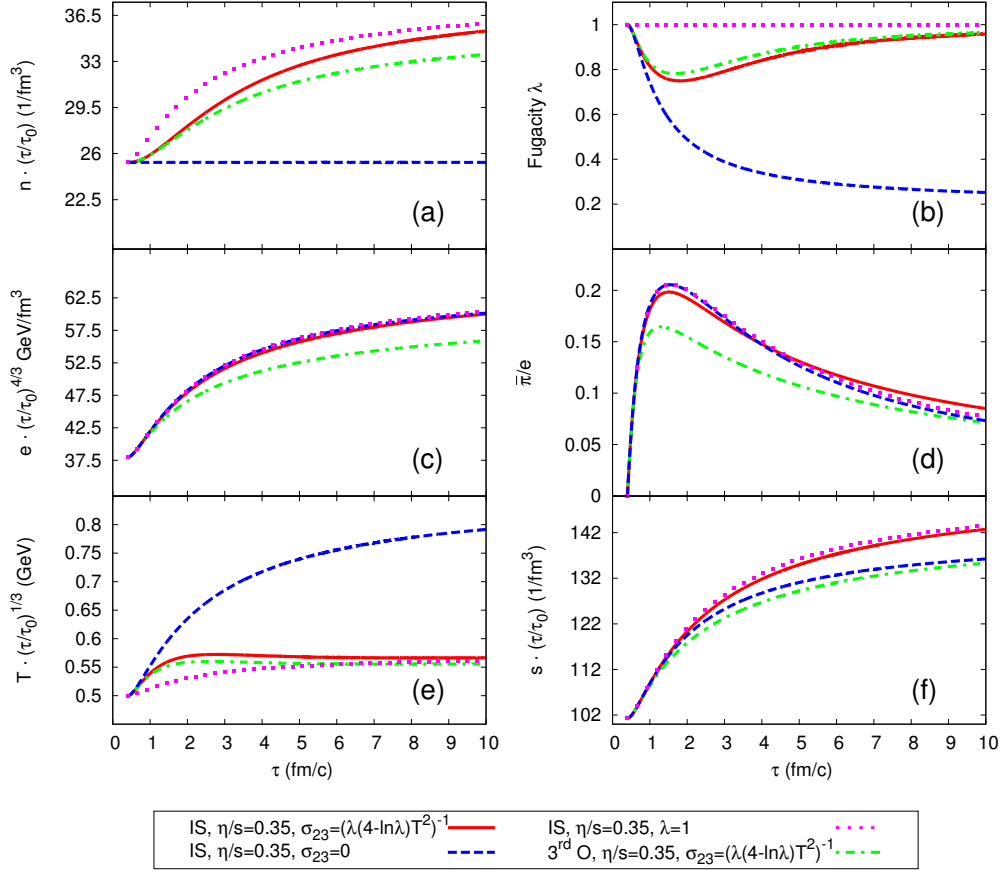 36.5
33
29.5
26
22.5
n · (τ/τ0) (1/fm³)
(a)
1
0.8
0.6
0.4
0.2
Fugacity λ
(b)
62.5
57.5
52.5
47.5
42.5
37.5
e · (τ/τ0)^4/3 GeV/fm³
(c)
0.2
0.15
0.1
0.05
0
π̄/e
(d)
0.8
0.75
0.7
0.65
0.6
0.55
0.5
T · (τ/τ0)^1/3 (GeV)
(e)
0 1 2 3 4 5 6 7 8 9 10
τ (fm/c)
142
132
122
112
102
s · (τ/τ0) (1/fm³)
(f)
0 1 2 3 4 5 6 7 8 9 10
τ (fm/c)
IS, η/s=0.35, σ23=(λ(4-lnλ)T²)⁻¹
IS, η/s=0.35, σ23=0
IS, η/s=0.35, λ=1
3rd O, η/s=0.35, σ23=(λ(4-lnλ)T²)⁻¹